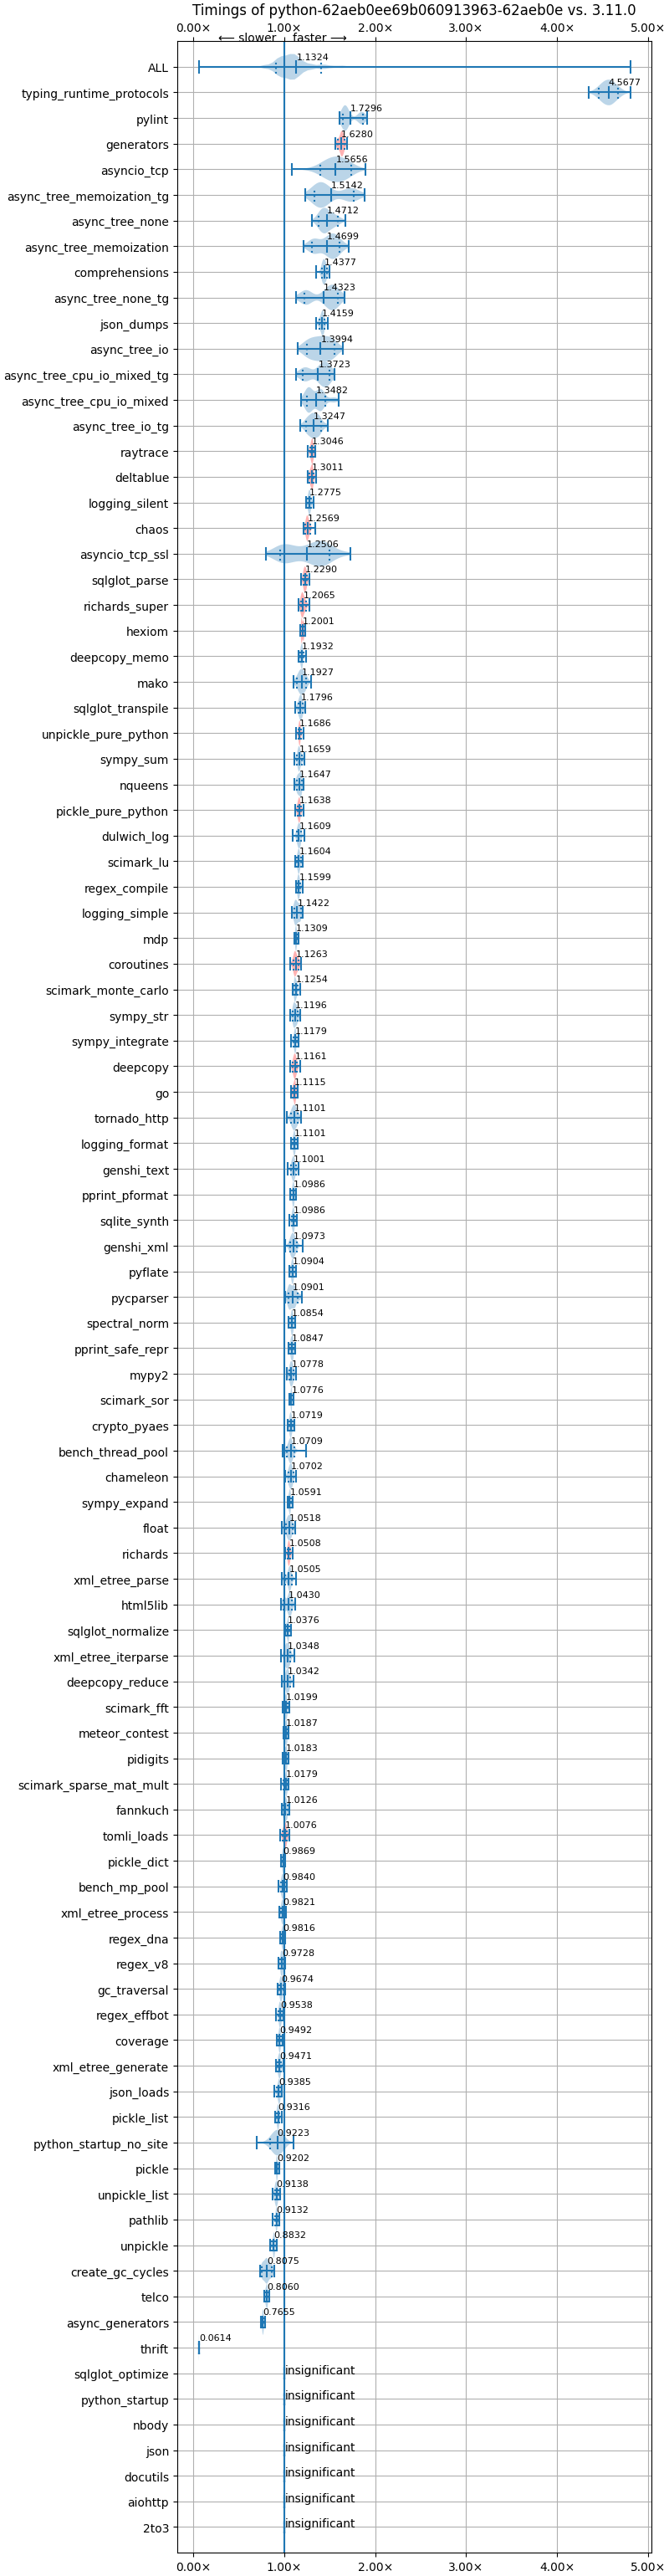 Timings of python-62aeb0ee69b060913963-62aeb0e vs. 3.11.0
0.00× 1.00× 2.00× 3.00× 4.00× 5.00×
⟵ slower faster ⟶
ALL 1.1324
typing_runtime_protocols 4.5677
pylint 1.7296
generators 1.6280
asyncio_tcp 1.5656
async_tree_memoization_tg 1.5142
async_tree_none 1.4712
async_tree_memoization 1.4699
comprehensions 1.4377
async_tree_none_tg 1.4323
json_dumps 1.4159
async_tree_io 1.3994
async_tree_cpu_io_mixed_tg 1.3723
async_tree_cpu_io_mixed 1.3482
async_tree_io_tg 1.3247
raytrace 1.3046
deltablue 1.3011
logging_silent 1.2775
chaos 1.2569
asyncio_tcp_ssl 1.2506
sqlglot_parse 1.2290
richards_super 1.2065
hexiom 1.2001
deepcopy_memo 1.1932
mako 1.1927
sqlglot_transpile 1.1796
unpickle_pure_python 1.1686
sympy_sum 1.1659
nqueens 1.1647
pickle_pure_python 1.1638
dulwich_log 1.1609
scimark_lu 1.1604
regex_compile 1.1599
logging_simple 1.1422
mdp 1.1309
coroutines 1.1263
scimark_monte_carlo 1.1254
sympy_str 1.1196
sympy_integrate 1.1179
deepcopy 1.1161
go 1.1115
tornado_http 1.1101
logging_format 1.1101
genshi_text 1.1001
pprint_pformat 1.0986
sqlite_synth 1.0986
genshi_xml 1.0973
pyflate 1.0904
pycparser 1.0901
spectral_norm 1.0854
pprint_safe_repr 1.0847
mypy2 1.0778
scimark_sor 1.0776
crypto_pyaes 1.0719
bench_thread_pool 1.0709
chameleon 1.0702
sympy_expand 1.0591
float 1.0518
richards 1.0508
xml_etree_parse 1.0505
html5lib 1.0430
sqlglot_normalize 1.0376
xml_etree_iterparse 1.0348
deepcopy_reduce 1.0342
scimark_fft 1.0199
meteor_contest 1.0187
pidigits 1.0183
scimark_sparse_mat_mult 1.0179
fannkuch 1.0126
tomli_loads 1.0076
pickle_dict 0.9869
bench_mp_pool 0.9840
xml_etree_process 0.9821
regex_dna 0.9816
regex_v8 0.9728
gc_traversal 0.9674
regex_effbot 0.9538
coverage 0.9492
xml_etree_generate 0.9471
json_loads 0.9385
pickle_list 0.9316
python_startup_no_site 0.9223
pickle 0.9202
unpickle_list 0.9138
pathlib 0.9132
unpickle 0.8832
create_gc_cycles 0.8075
telco 0.8060
async_generators 0.7655
thrift 0.0614
sqlglot_optimize insignificant
python_startup insignificant
nbody insignificant
json insignificant
docutils insignificant
aiohttp insignificant
2to3 insignificant
0.00× 1.00× 2.00× 3.00× 4.00× 5.00×